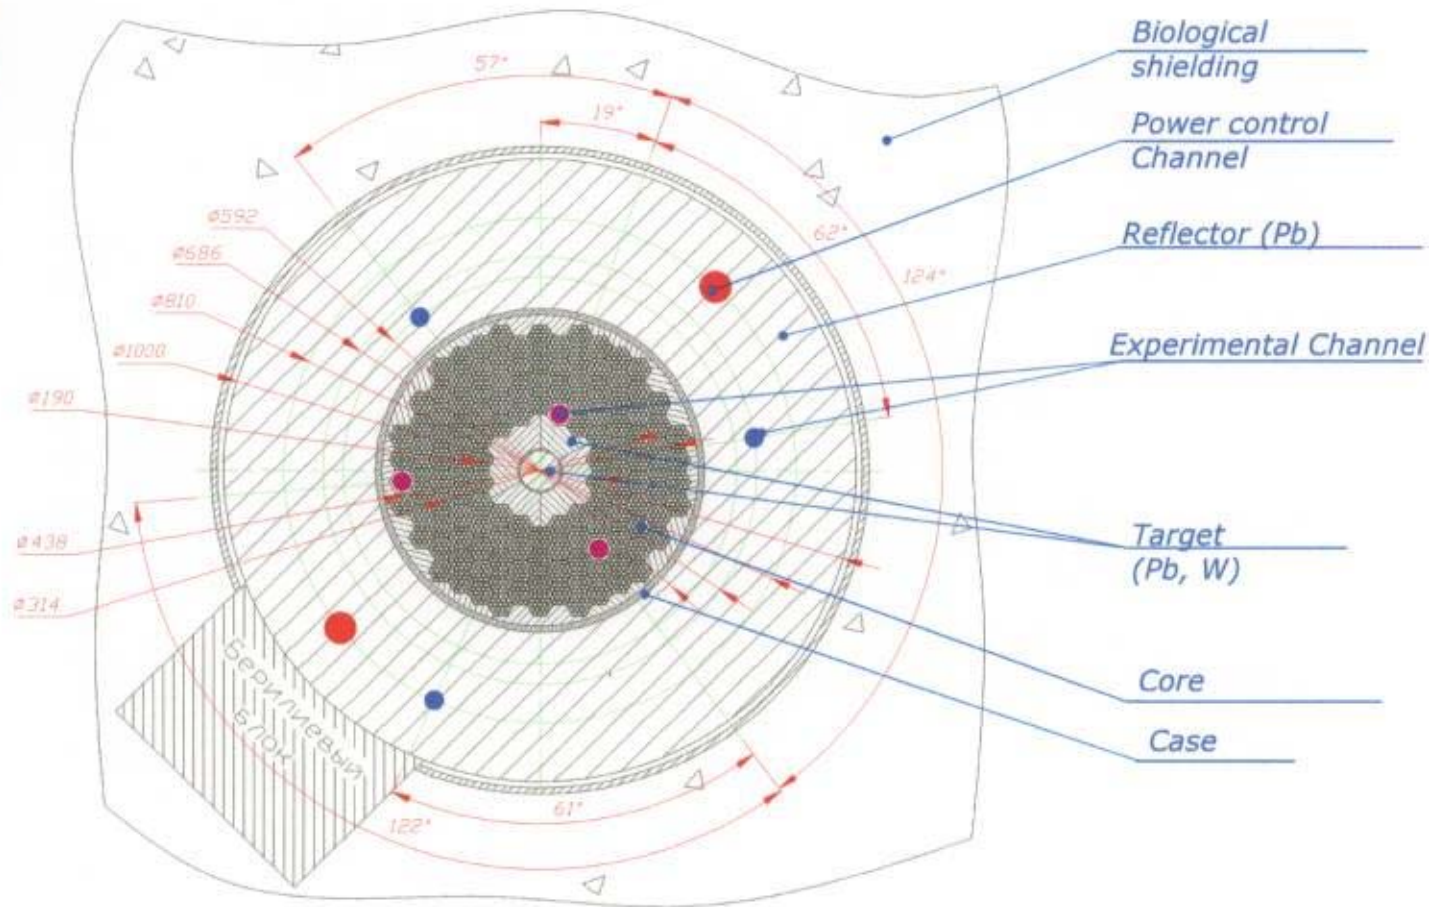 Biological
shielding
Power control
Channel
Reflector (Pb)
Experimental Channel
Target
(Pb, W)
Core
Case
57°
19°
62°
124°
ø592
ø686
ø810
ø1000
ø190
ø438
ø314
61°
122°
БЕРИЛИЕВЫЙ
БЛОК